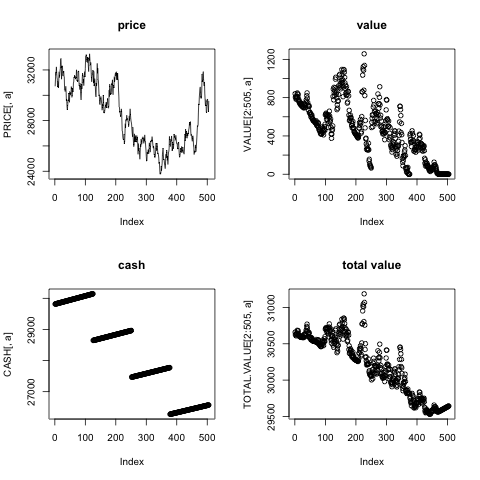 price
PRICE[, a]
24000 26000 28000 32000
0 100 200 300 400 500
Index
value
VALUE[2:505, a]
0 400 800 1200
0 100 200 300 400 500
Index
cash
CASH[, a]
27000 29000
0 100 200 300 400 500
Index
total value
TOTAL.VALUE[2:505, a]
29500 30000 30500 31000
0 100 200 300 400 500
Index